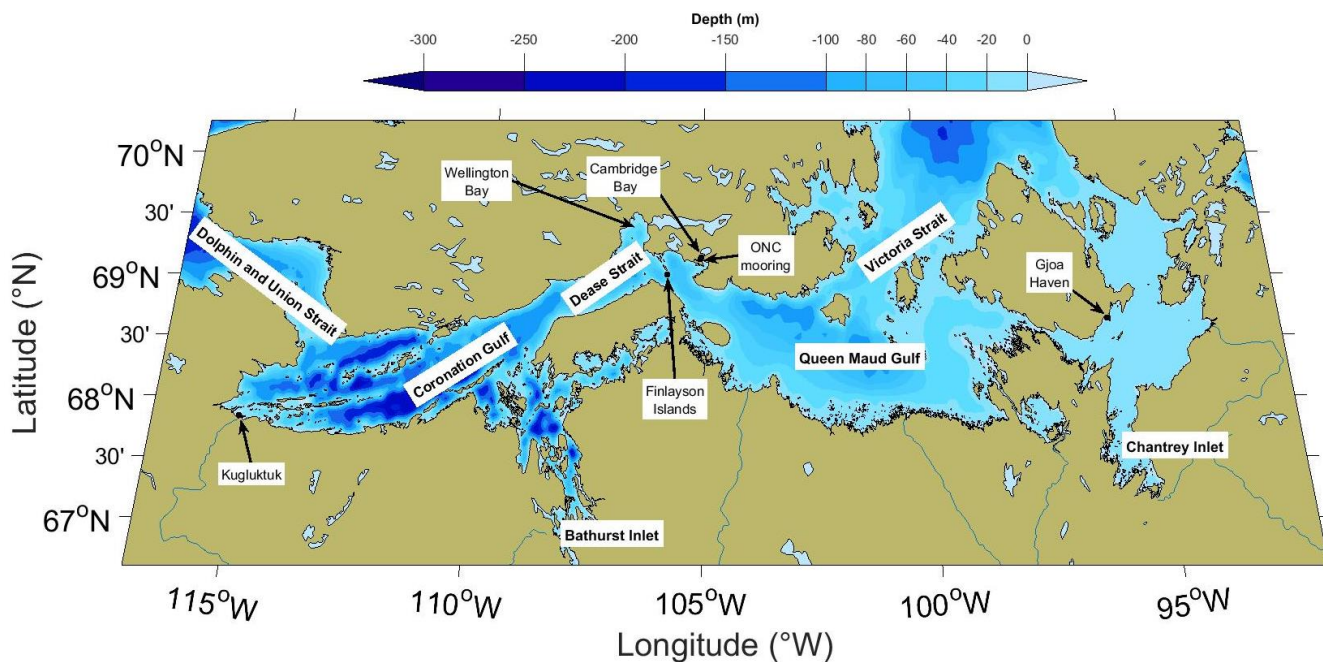 Depth (m)
-300 -250 -200 -150 -100 -80 -60 -40 -20 0
70°N
30'
69°N
30'
68°N
30'
67°N
Latitude (°N)
Wellington
Bay
Cambridge
Bay
ONC
mooring
Victoria Strait
Gjoa
Haven
Dolphin and Union Strait
Dease Strait
Coronation Gulf
Queen Maud Gulf
Finlayson
Islands
Kugluktuk
Chantrey Inlet
Bathurst Inlet
115°W 110°W 105°W 100°W 95°W
Longitude (°W)